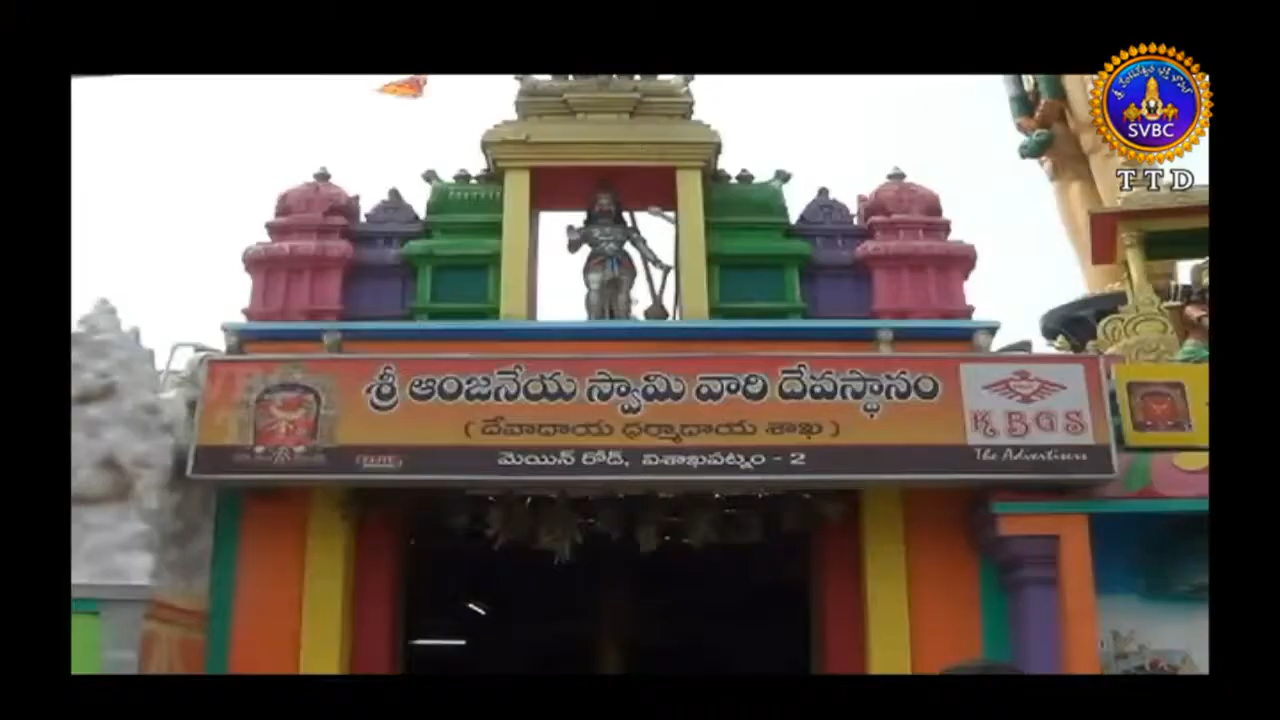 SVBC
TTD
శ్రీ ఆంజనేయ స్వామి వారి దేవస్థానం
(దేవాదాయ ధర్మాదాయ శాఖ)
మెయిన్ రోడ్, విశాఖపట్నం - 2
KBGS
The Advertisers